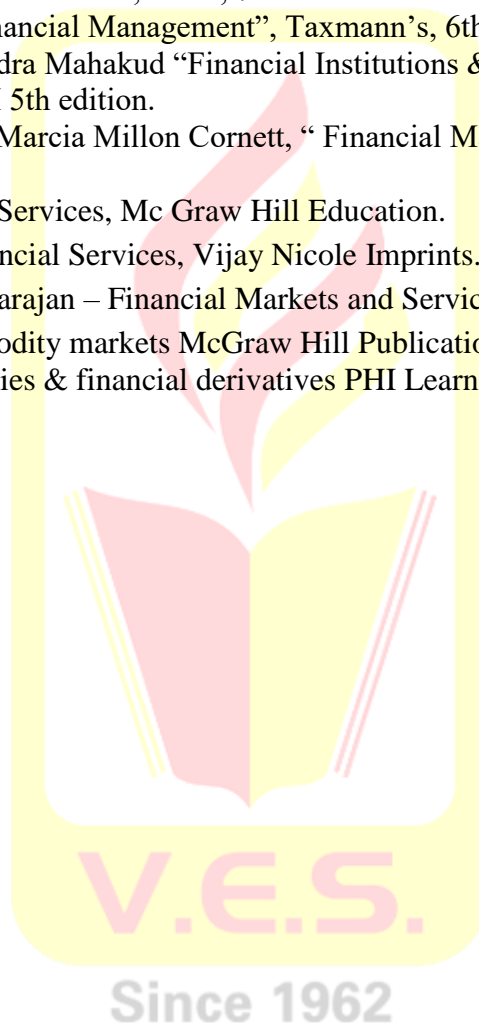 nancial Management”, Taxmann’s, 6th
dra Mahakud “Financial Institutions &
5th edition.
Marcia Millon Cornett, “ Financial M
Services, Mc Graw Hill Education.
ncial Services, Vijay Nicole Imprints.
arajan – Financial Markets and Servic
odity markets McGraw Hill Publicatio
ies & financial derivatives PHI Learn
V.E.S.
Since 1962